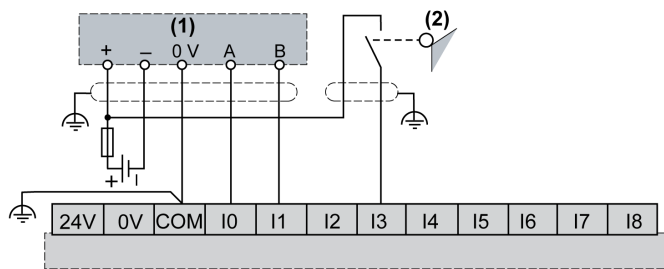 (1)
(2)
+ – 0 V A B
+ –
24V 0V COM I0 I1 I2 I3 I4 I5 I6 I7 I8